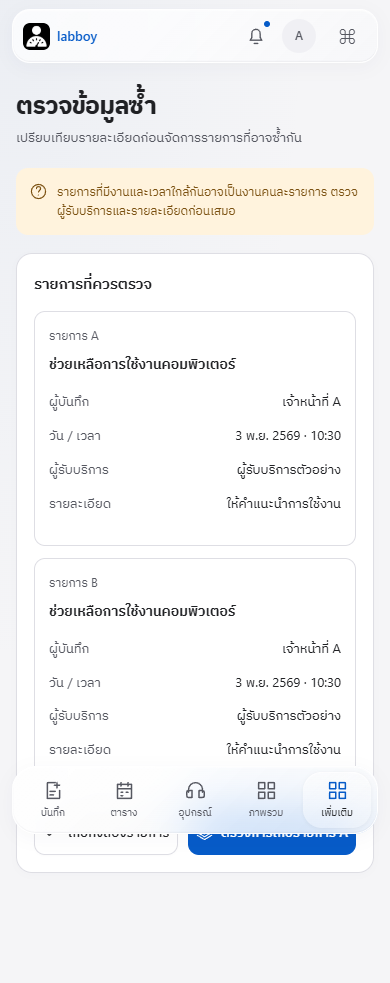 labboy
A
ตรวจข้อมูลซ้ำ
เปรียบเทียบรายละเอียดก่อนจัดการรายการที่อาจซ้ำกัน
รายการที่มีงานและเวลาใกล้กันอาจเป็นงานคนละรายการ ตรวจ
ผู้รับบริการและรายละเอียดก่อนเสมอ
รายการที่ควรตรวจ
รายการ A
ช่วยเหลือการใช้งานคอมพิวเตอร์
ผู้บันทึก เจ้าหน้าที่ A
วัน / เวลา 3 พ.ย. 2569 · 10:30
ผู้รับบริการ ผู้รับบริการตัวอย่าง
รายละเอียด ให้คำแนะนำการใช้งาน
รายการ B
ช่วยเหลือการใช้งานคอมพิวเตอร์
ผู้บันทึก เจ้าหน้าที่ A
วัน / เวลา 3 พ.ย. 2569 · 10:30
ผู้รับบริการ ผู้รับบริการตัวอย่าง
รายละเอียด ให้คำแนะนำการใช้งาน
บันทึก ตาราง อุปกรณ์ ภาพรวม เพิ่มเติม